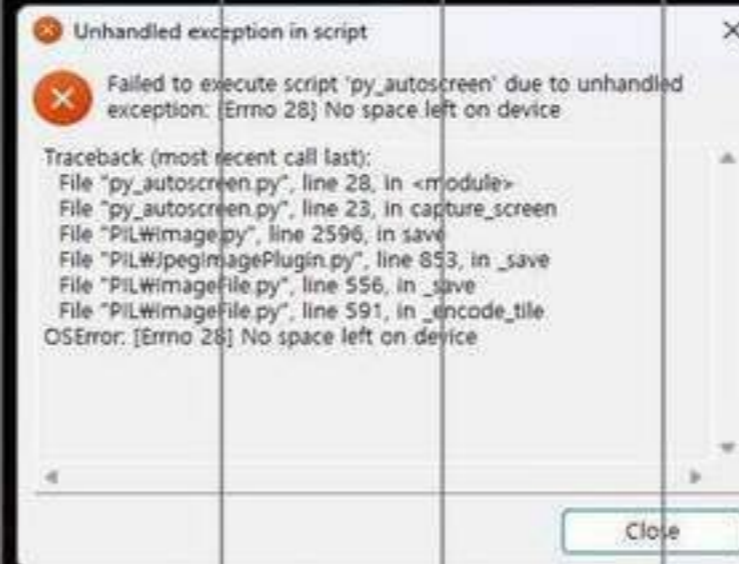 Unhandled exception in script
Failed to execute script 'py_autoscreen' due to unhandled
exception: [Errno 28] No space left on device
Traceback (most recent call last):
File "py_autoscreen.py", line 28, in <module>
File "py_autoscreen.py", line 23, in capture_screen
File "PIL₩Image.py", line 2596, in save
File "PIL₩JpegImagePlugin.py", line 853, in _save
File "PIL₩ImageFile.py", line 556, in _save
File "PIL₩ImageFile.py", line 591, in _encode_tile
OSError: [Errno 28] No space left on device
Close